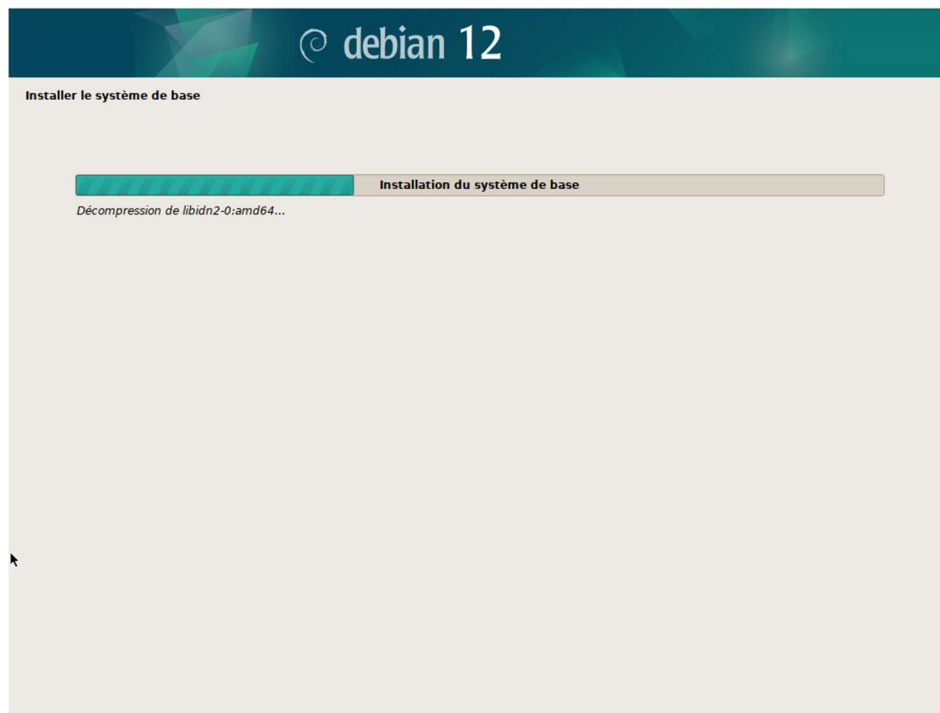 debian 12
Installer le système de base
Installation du système de base
Décompression de libidn2-0:amd64...